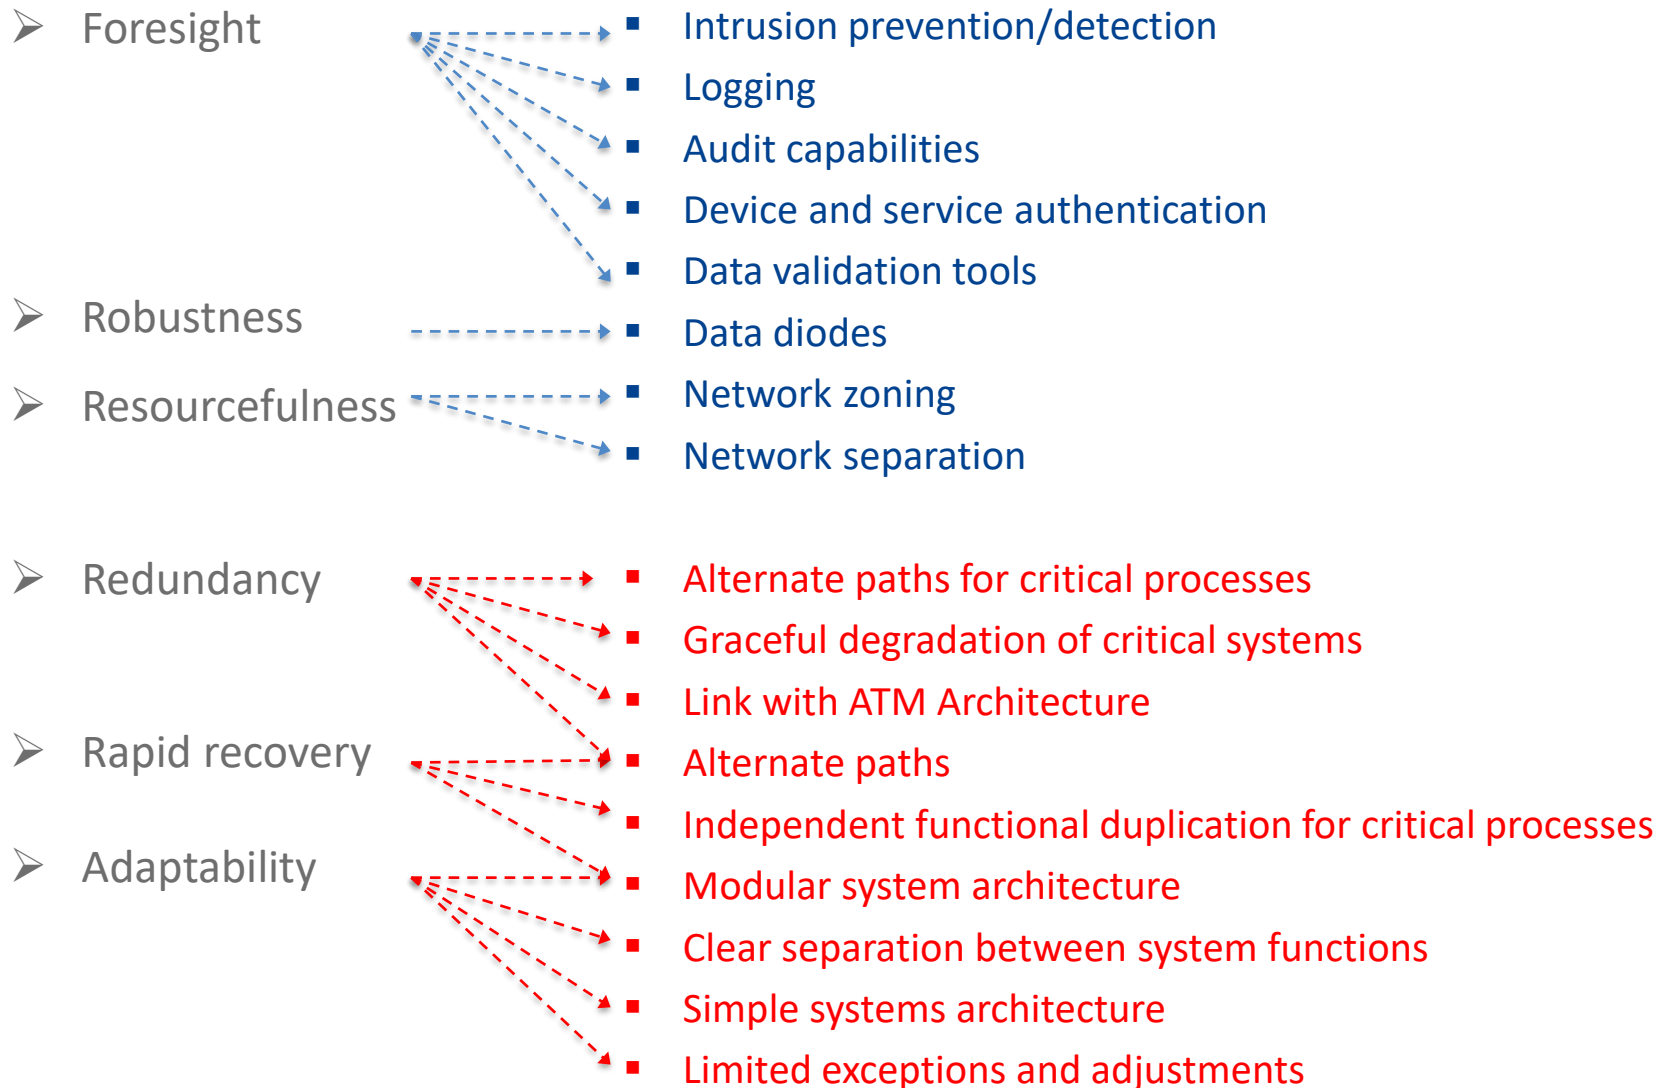 Foresight
Intrusion prevention/detection
Logging
Audit capabilities
Device and service authentication
Data validation tools
Robustness
Data diodes
Resourcefulness
Network zoning
Network separation
Redundancy
Alternate paths for critical processes
Graceful degradation of critical systems
Link with ATM Architecture
Rapid recovery
Alternate paths
Independent functional duplication for critical processes
Adaptability
Modular system architecture
Clear separation between system functions
Simple systems architecture
Limited exceptions and adjustments